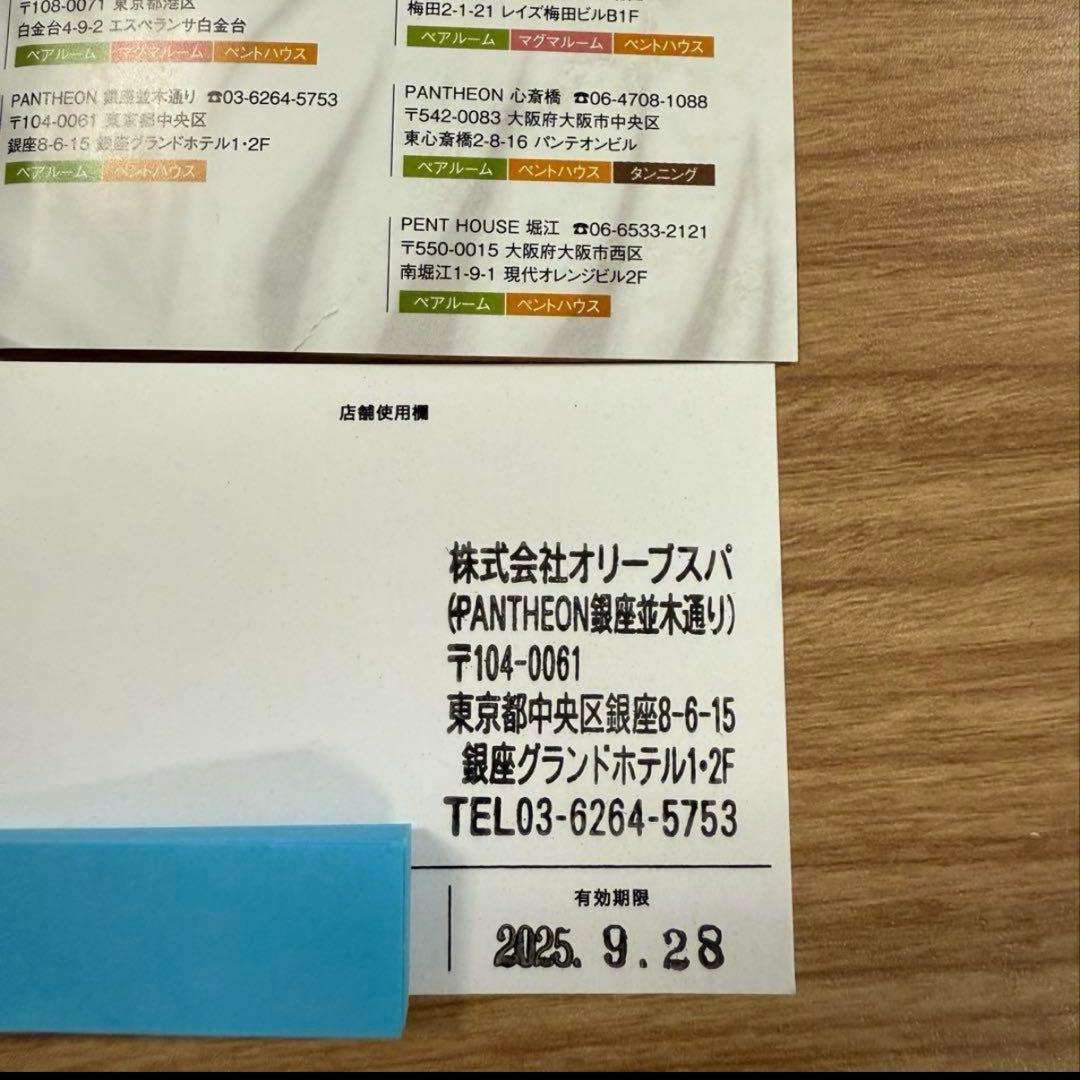 〒108-0071 東京都港区
白金台4-9-2 エスペランサ白金台
ペアルーム マグマルーム ペントハウス
PANTHEON 銀座並木通り ☎03-6264-5753
〒104-0061 東京都中央区
銀座8-6-15 銀座グランドホテル1・2F
ペアルーム ペントハウス
梅田2-1-21 レイズ梅田ビルB1F
ペアルーム マグマルーム ペントハウス
PANTHEON 心斎橋 ☎06-4708-1088
〒542-0083 大阪府大阪市中央区
東心斎橋2-8-16 パンテオンビル
ペアルーム ペントハウス タンニング
PENT HOUSE 堀江 ☎06-6533-2121
〒550-0015 大阪府大阪市西区
南堀江1-9-1 現代オレンジビル2F
ペアルーム ペントハウス
店舗使用欄
株式会社オリーブスパ
(PANTHEON銀座並木通り)
〒104-0061
東京都中央区銀座8-6-15
銀座グランドホテル1・2F
TEL03-6264-5753
有効期限
2025. 9. 28